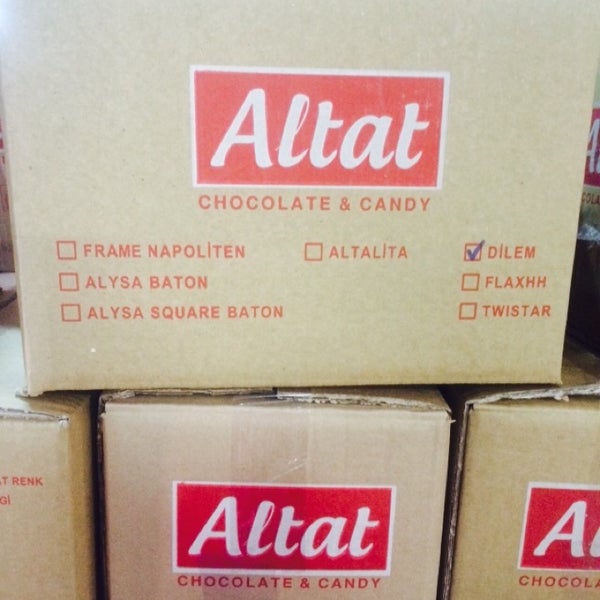 Altat
CHOCOLATE & CANDY
FRAME NAPOLİTEN
ALTALİTA
DİLEM
ALYSA BATON
FLAXHH
ALYSA SQUARE BATON
TWISTAR
RENK
Altat
CHOCOLATE & CANDY